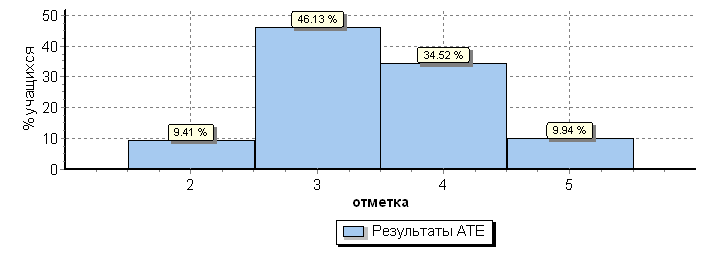 % учащихся
50
40
30
20
10
0
46.13 %
34.52 %
9.41 %
9.94 %
2 3 4 5
отметка
Результаты АТЕ